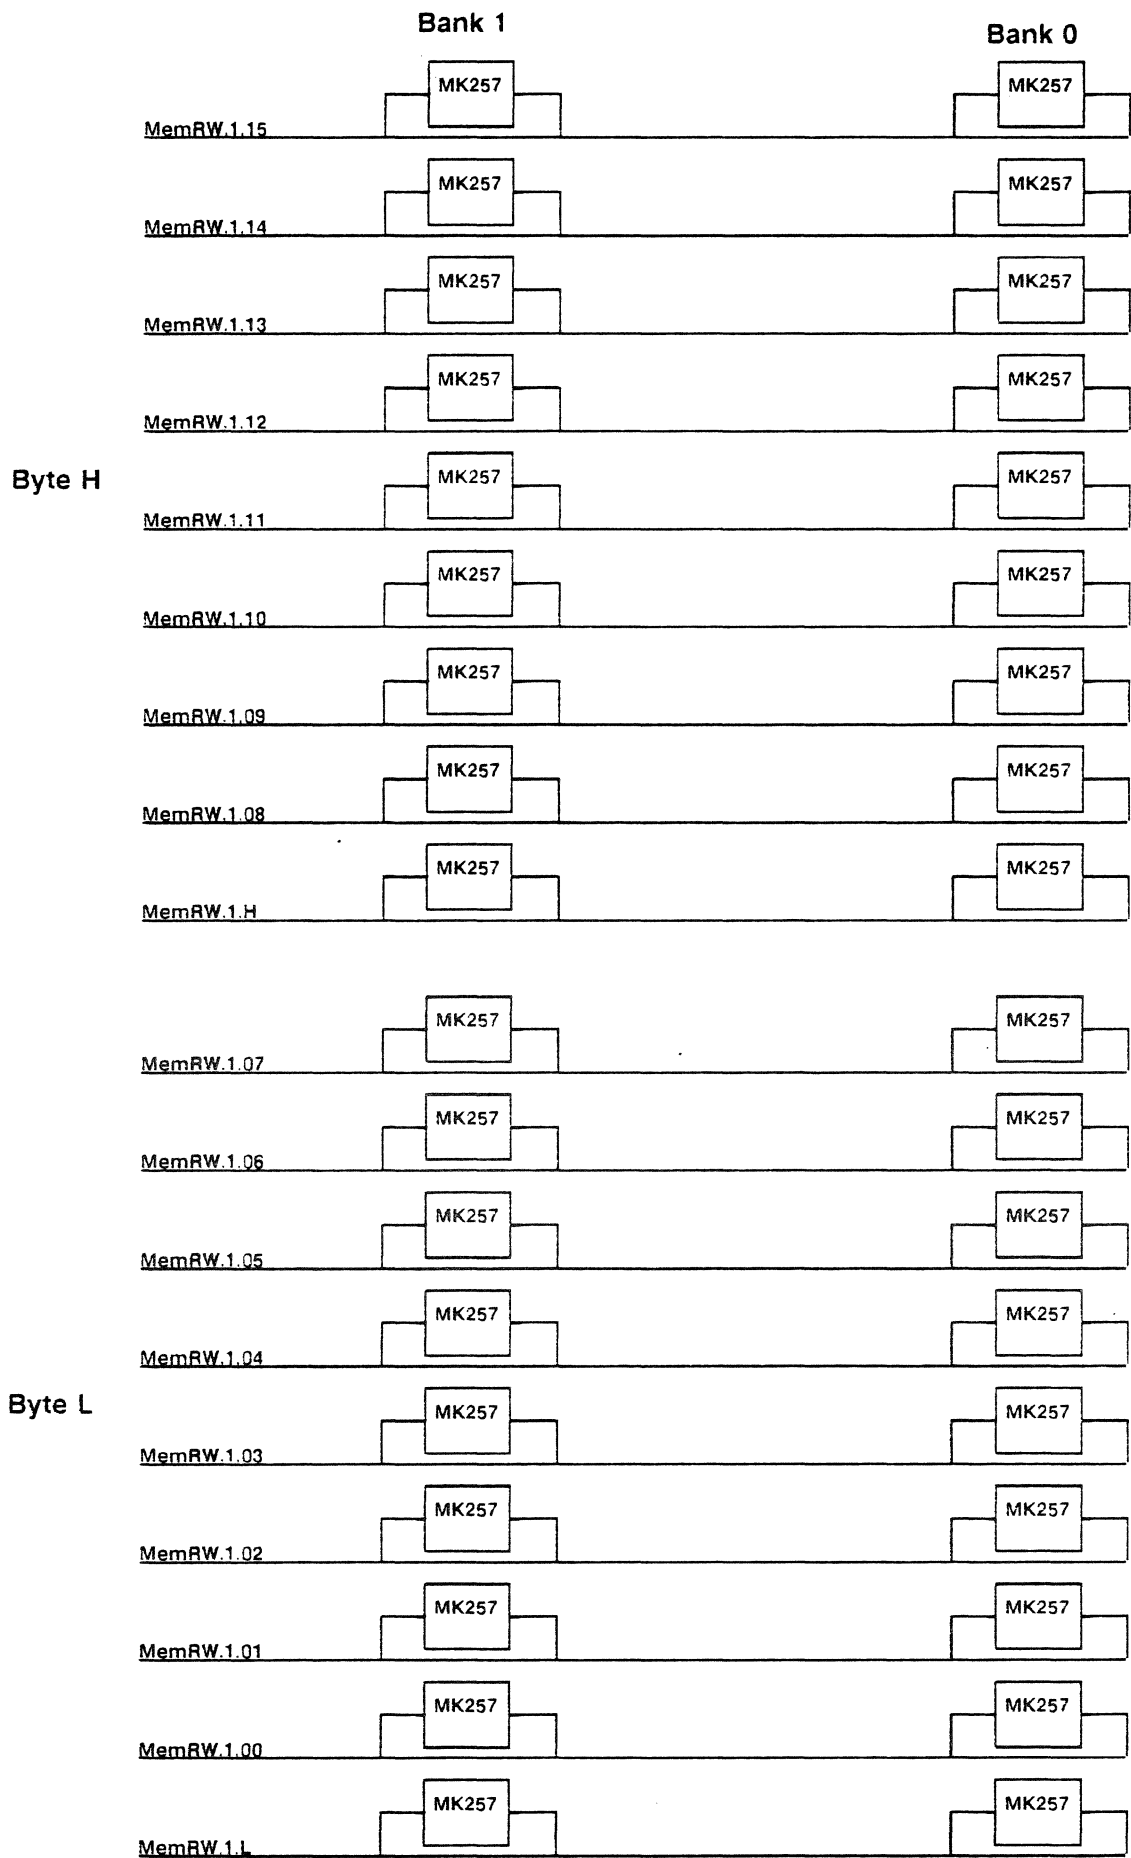 Bank 1
Bank 0
MK257 MK257
MemRW.1.15
MK257 MK257
MemRW.1.14
MK257 MK257
MemRW.1.13
MK257 MK257
MemRW.1.12
Byte H
MK257 MK257
MemRW.1.11
MK257 MK257
MemRW.1.10
MK257 MK257
MemRW.1.09
MK257 MK257
MemRW.1.08
MK257 MK257
MemRW.1.H
MK257 MK257
MemRW.1.07
MK257 MK257
MemRW.1.06
MK257 MK257
MemRW.1.05
MK257 MK257
MemRW.1.04
Byte L
MK257 MK257
MemRW.1.03
MK257 MK257
MemRW.1.02
MK257 MK257
MemRW.1.01
MK257 MK257
MemRW.1.00
MK257 MK257
MemRW.1.L